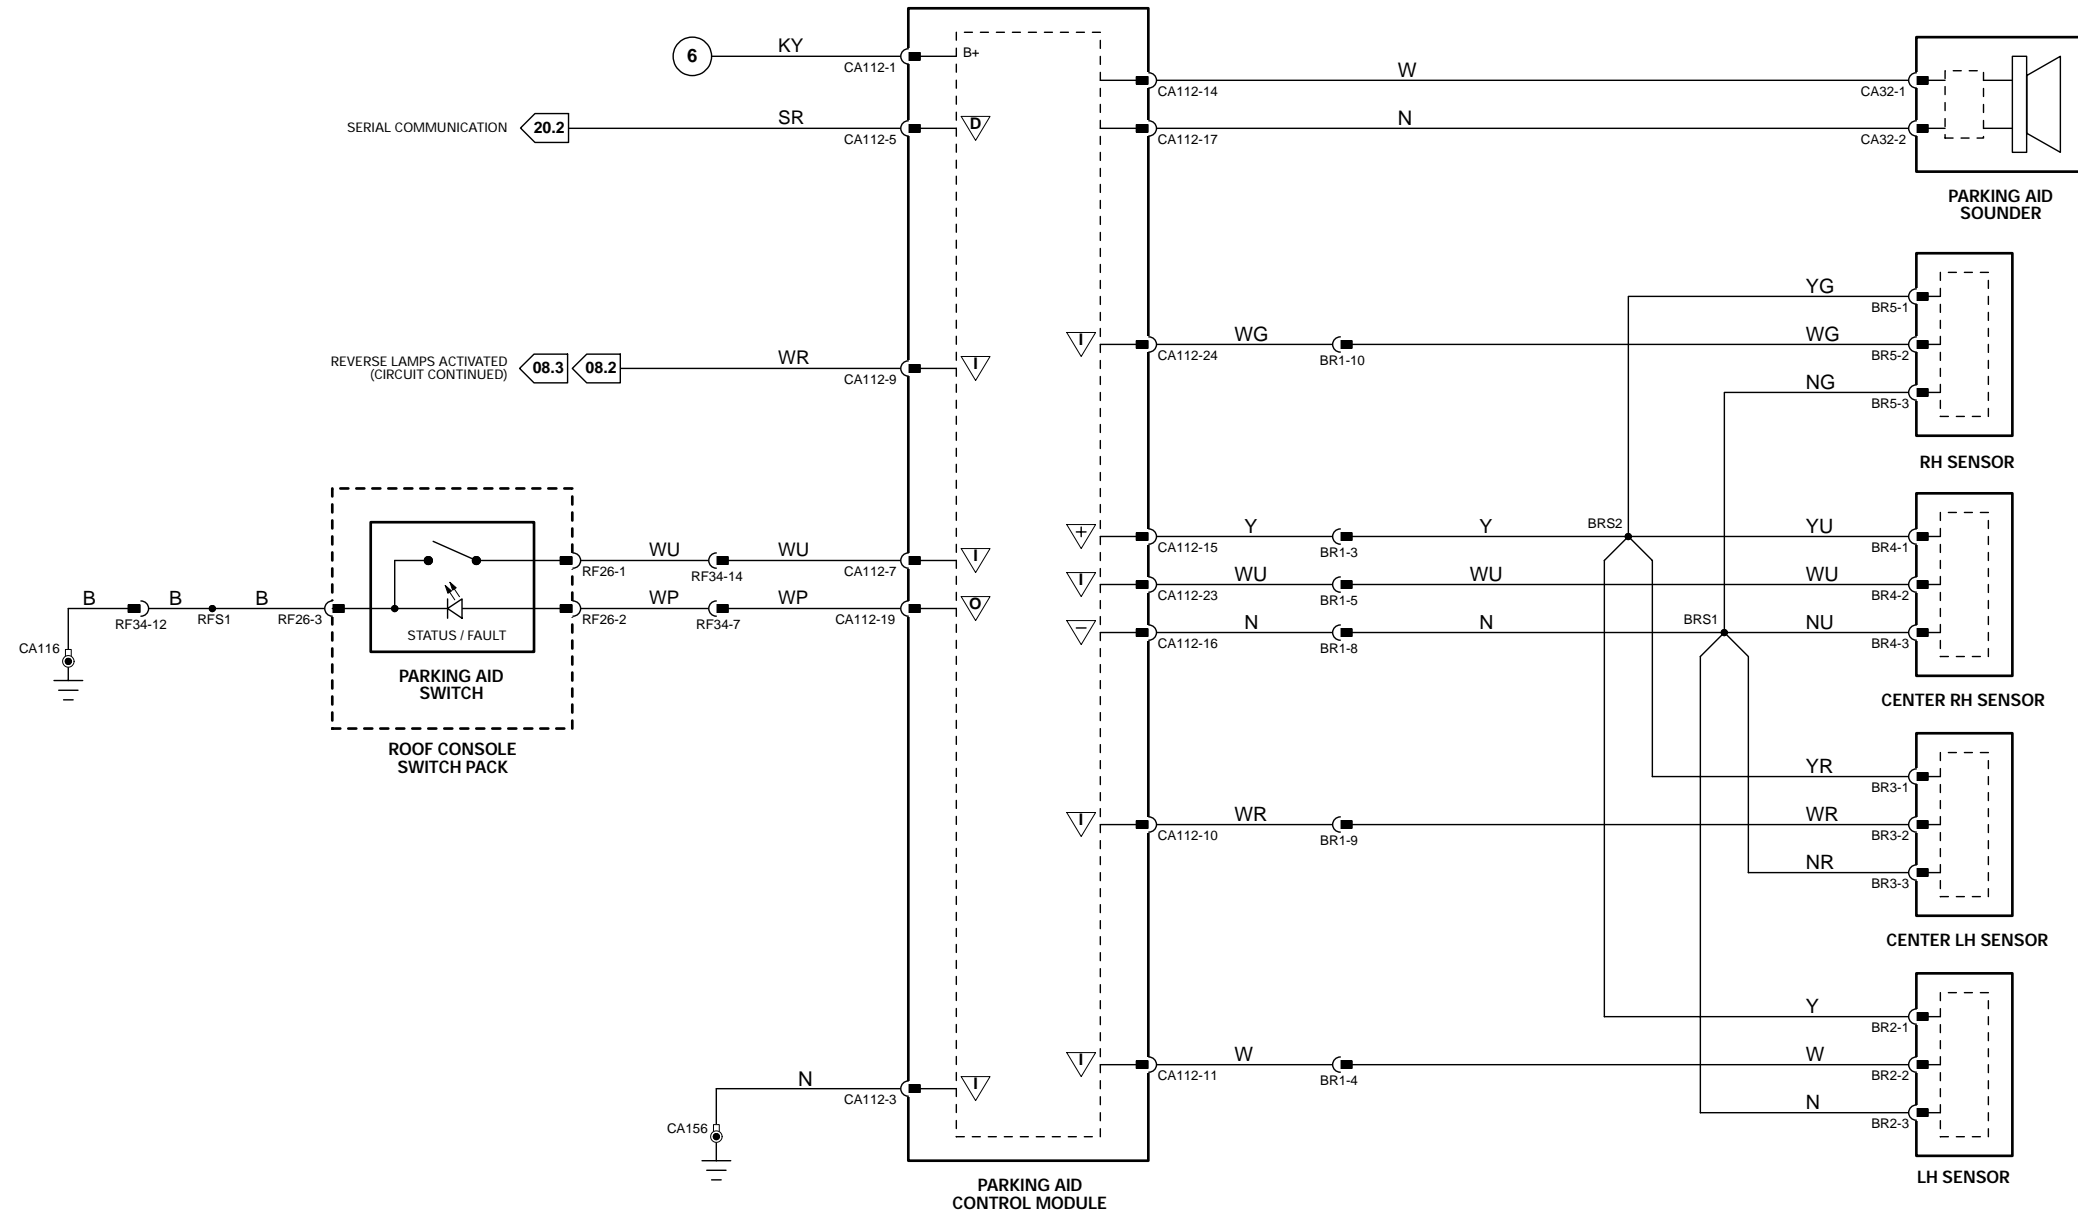 6
KY
CA112-1
B+
SERIAL COMMUNICATION
20.2
SR
CA112-5
D
REVERSE LAMPS ACTIVATED
(CIRCUIT CONTINUED)
08.3
08.2
WR
CA112-9
I
WU
WU
RF26-1
RF34-14
CA112-7
I
B
B
B
WP
WP
RF34-12
RFS1
RF26-3
RF26-2
RF34-7
CA112-19
O
STATUS / FAULT
CA116
PARKING AID
SWITCH
ROOF CONSOLE
SWITCH PACK
N
CA112-3
I
CA156
PARKING AID
CONTROL MODULE
W
CA112-14
CA32-1
N
CA112-17
CA32-2
PARKING AID
SOUNDER
YG
BR5-1
I
WG
WG
CA112-24
BR1-10
BR5-2
NG
BR5-3
RH SENSOR
+
Y
Y
BRS2
YU
CA112-15
BR1-3
BR4-1
I
WU
WU
WU
CA112-23
BR1-5
BR4-2
–
N
N
BRS1
NU
CA112-16
BR1-8
BR4-3
CENTER RH SENSOR
YR
BR3-1
I
WR
WR
CA112-10
BR1-9
BR3-2
NR
BR3-3
CENTER LH SENSOR
Y
BR2-1
I
W
W
CA112-11
BR1-4
BR2-2
N
BR2-3
LH SENSOR